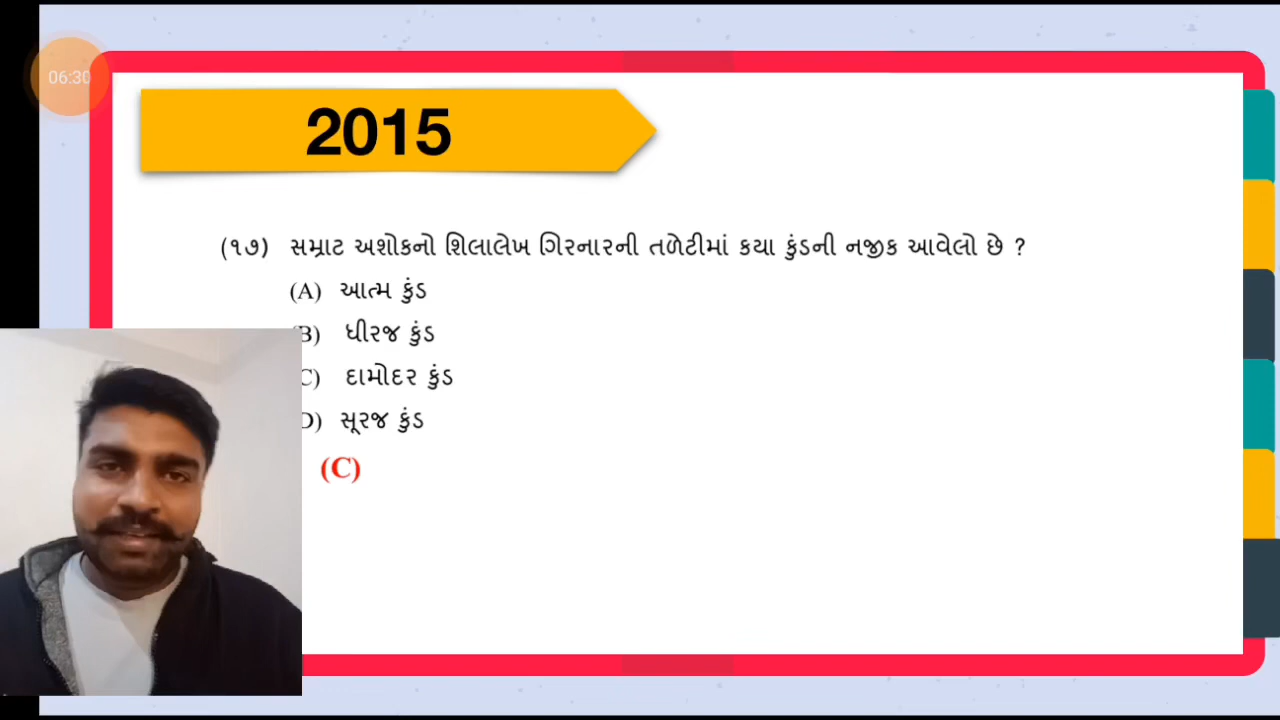 06:30
2015
(૧૭) સમ્રાટ અશોકનો શિલાલેખ ગિરનારની તળેટીમાં કયા કુંડની નજીક આવેલો છે ?
(A) આત્મ કુંડ
B) ધીરજ કુંડ
C) દામોદર કુંડ
D) સૂરજ કુંડ
(C)